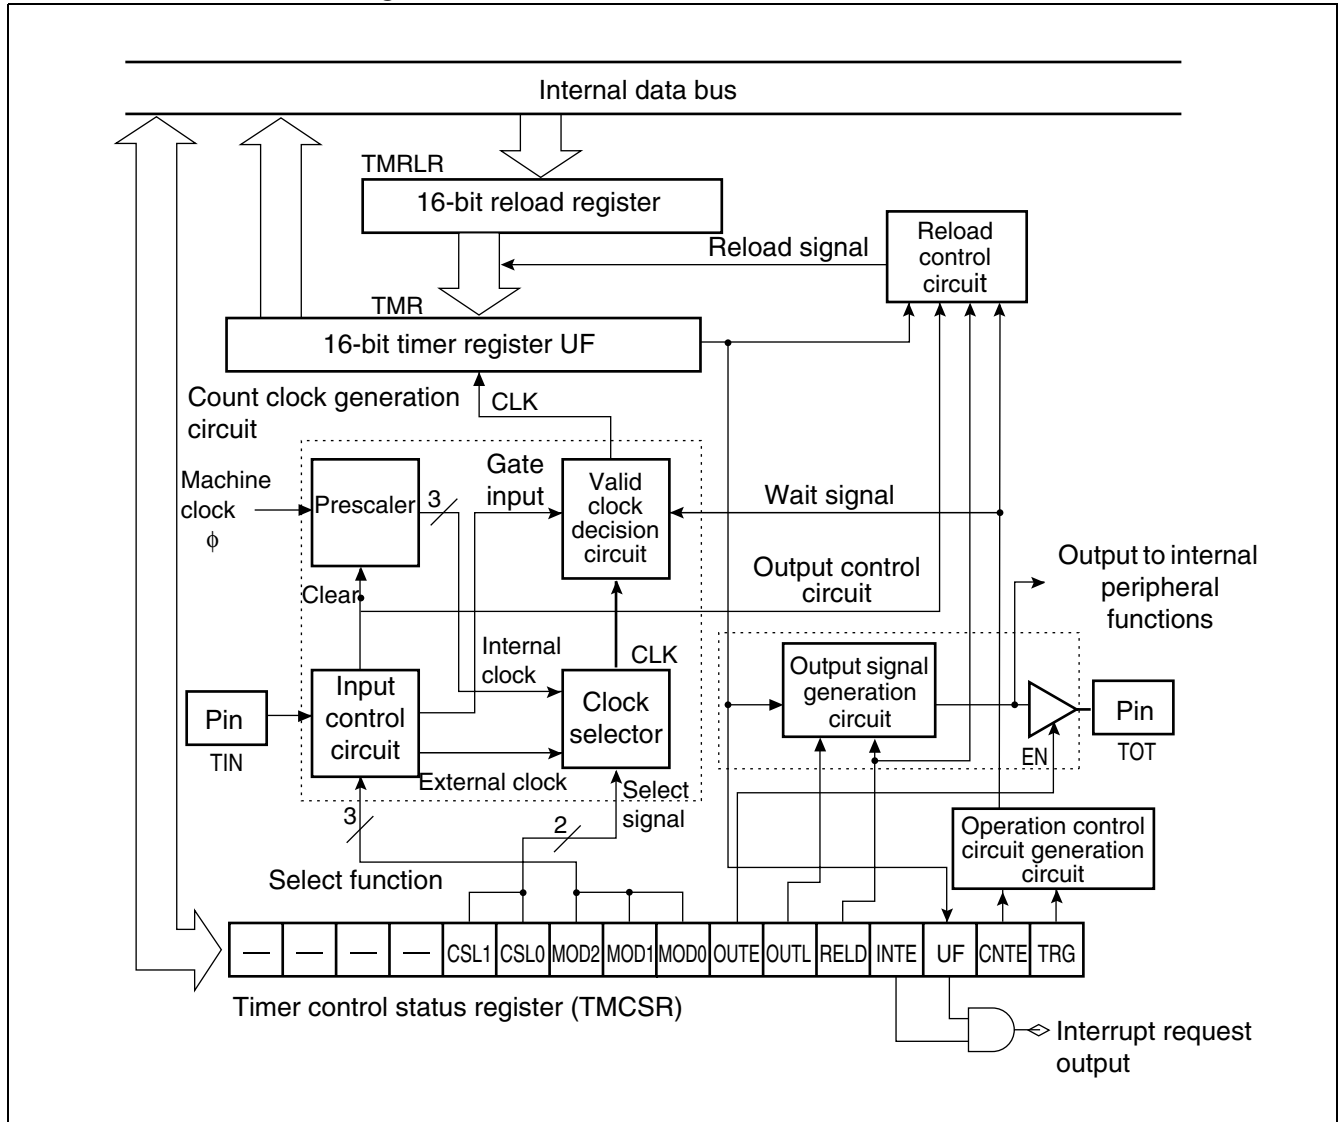 Internal data bus
TMRLR
16-bit reload register
Reload
control
circuit
Reload signal
TMR
16-bit timer register UF
Count clock generation
circuit
CLK
Machine
clock
ϕ
Prescaler
3
Gate
input
Valid
clock
decision
circuit
Wait signal
Clear
Output control
circuit
Output to internal
peripheral
functions
Internal
clock
CLK
Pin
TIN
Input
control
circuit
Clock
selector
External clock
Output signal
generation
circuit
EN
Pin
TOT
3
2
Select
signal
Select function
Operation control
circuit generation
circuit
— — — — CSL1 CSL0 MOD2 MOD1 MOD0 OUTE OUTL RELD INTE UF CNTE TRG
Timer control status register (TMCSR)
Interrupt request
output